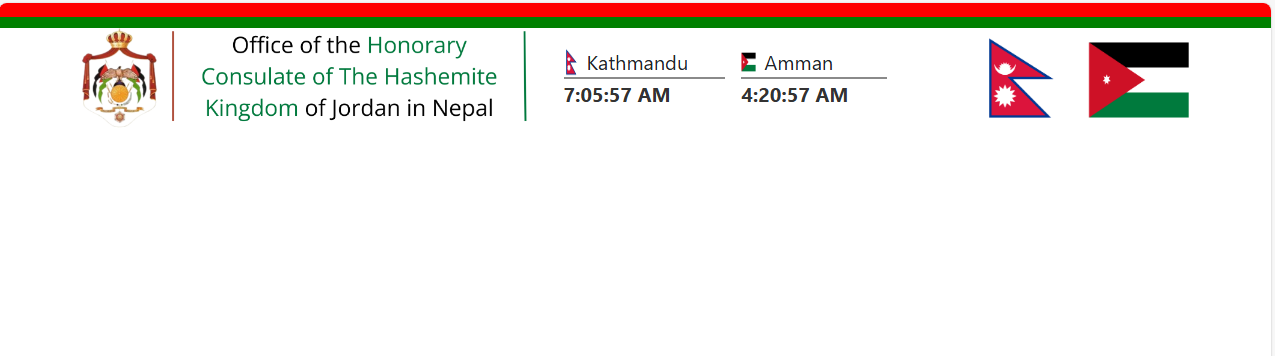 Office of the Honorary
Consulate of The Hashemite
Kingdom of Jordan in Nepal
Kathmandu
7:05:57 AM
Amman
4:20:57 AM